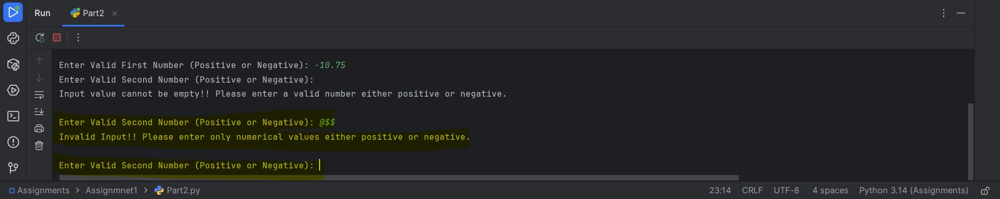 Run Part2
Enter Valid First Number (Positive or Negative): -10.75
Enter Valid Second Number (Positive or Negative):
Input value cannot be empty!! Please enter a valid number either positive or negative.
Enter Valid Second Number (Positive or Negative): @$$
Invalid Input!! Please enter only numerical values either positive or negative.
Enter Valid Second Number (Positive or Negative):
Assignments > Assignmnet1 > Part2.py 23:14 CRLF UTF-8 4 spaces Python 3.14 (Assignments)